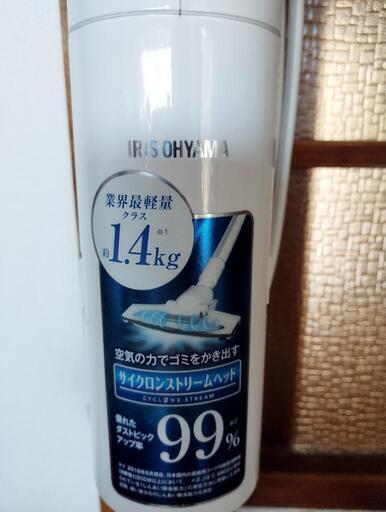 IRIS OHYAMA
業界最軽量
クラス
※1
約1.4kg
空気の力でゴミをかき出す
サイクロンストリームヘッド
CYCLONE STREAM
優れた
ダストピック
アップ率
99%